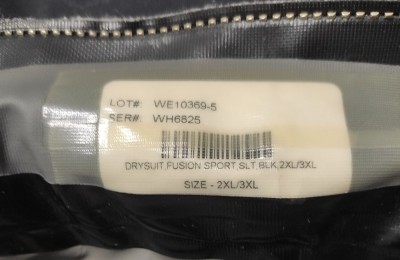 LOT#: WE10369-5
SER#: WH6825
DRYSUIT,FUSION SPORT,SLT,BLK,2XL/3XL
SIZE - 2XL/3XL